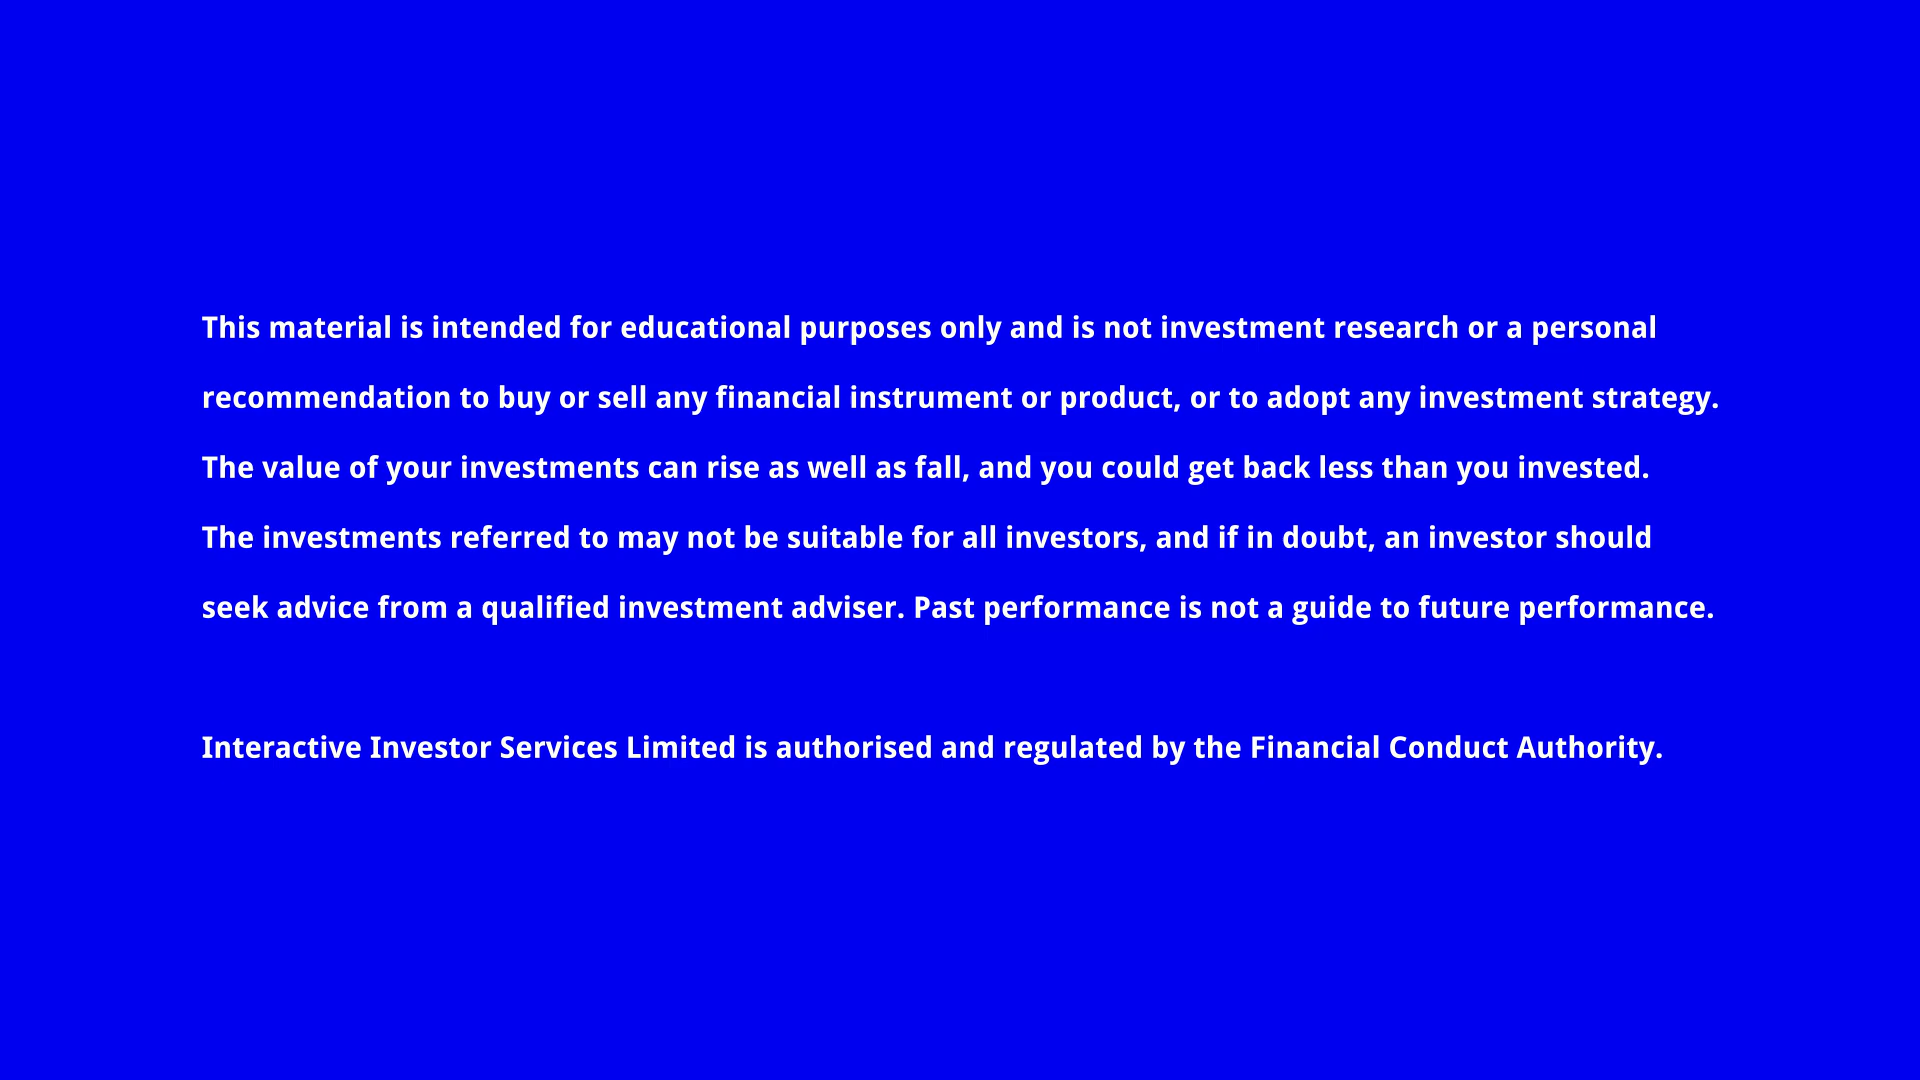 This material is intended for educational purposes only and is not investment research or a personal
recommendation to buy or sell any financial instrument or product, or to adopt any investment strategy.
The value of your investments can rise as well as fall, and you could get back less than you invested.
The investments referred to may not be suitable for all investors, and if in doubt, an investor should
seek advice from a qualified investment adviser. Past performance is not a guide to future performance.
Interactive Investor Services Limited is authorised and regulated by the Financial Conduct Authority.